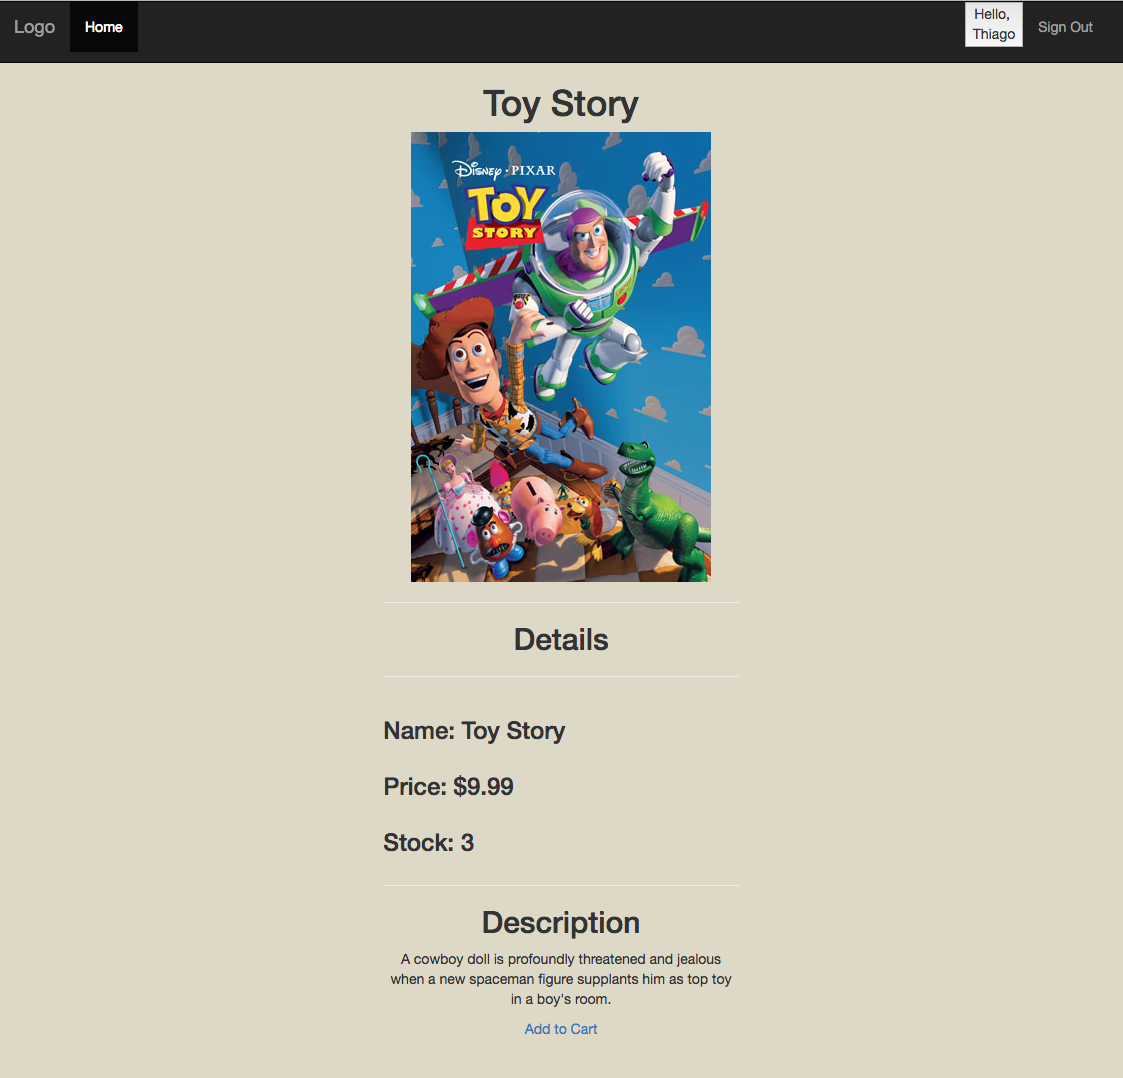 Logo
Home
Hello,
Thiago
Sign Out
Toy Story
DISNEY · PIXAR
TOY
STORY
Details
Name: Toy Story
Price: $9.99
Stock: 3
Description
A cowboy doll is profoundly threatened and jealous
when a new spaceman figure supplants him as top toy
in a boy's room.
Add to Cart